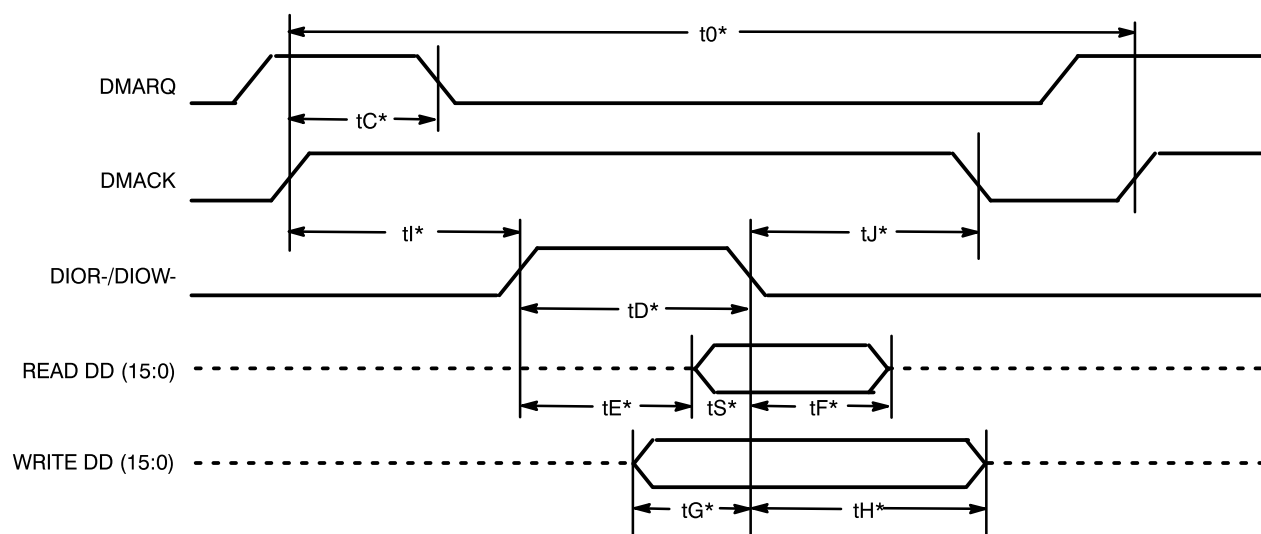 t0*
DMARQ
tC*
DMACK
tI* tJ*
DIOR-/DIOW-
tD*
READ DD (15:0)
tE* tS* tF*
WRITE DD (15:0)
tG* tH*